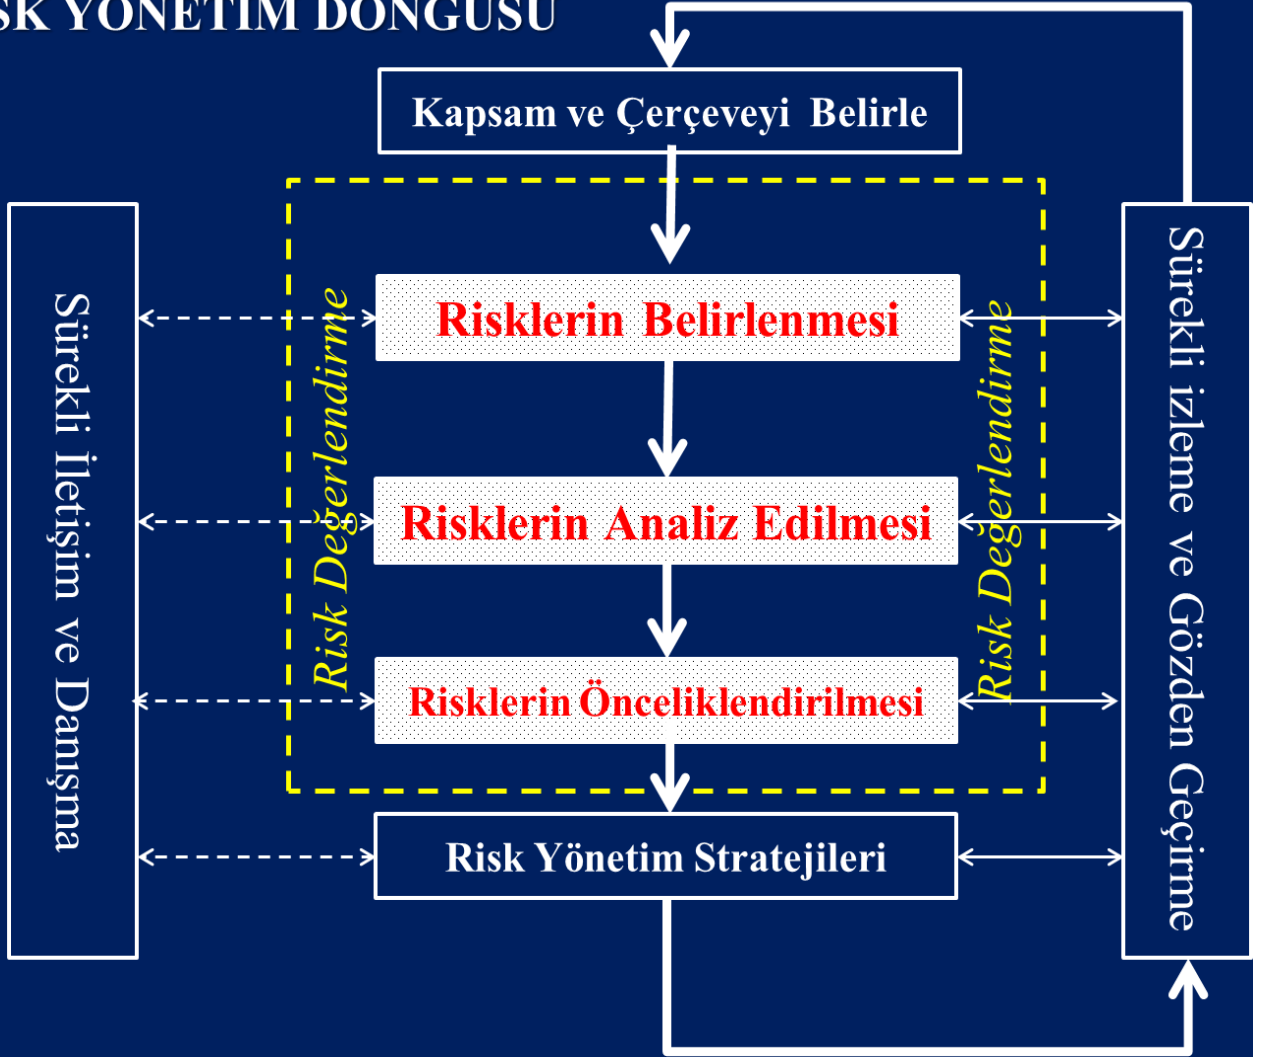 SK YÖNETİM DÖNGÜSÜ
Kapsam ve Çerçeveyi Belirle
Sürekli İletişim ve Danışma
Risk Değerlendirme
Risklerin Belirlenmesi
Risklerin Analiz Edilmesi
Risklerin Önceliklendirilmesi
Risk Değerlendirme
Sürekli izleme ve Gözden Geçirme
Risk Yönetim Stratejileri